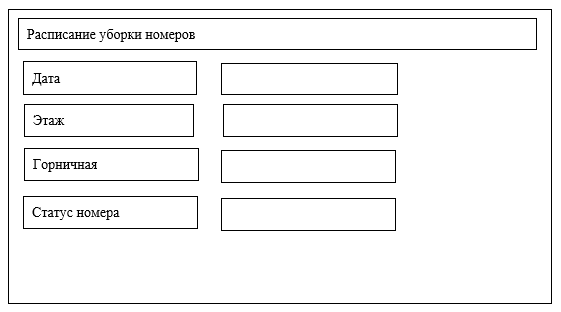 Расписание уборки номеров
Дата
Этаж
Горничная
Статус номера